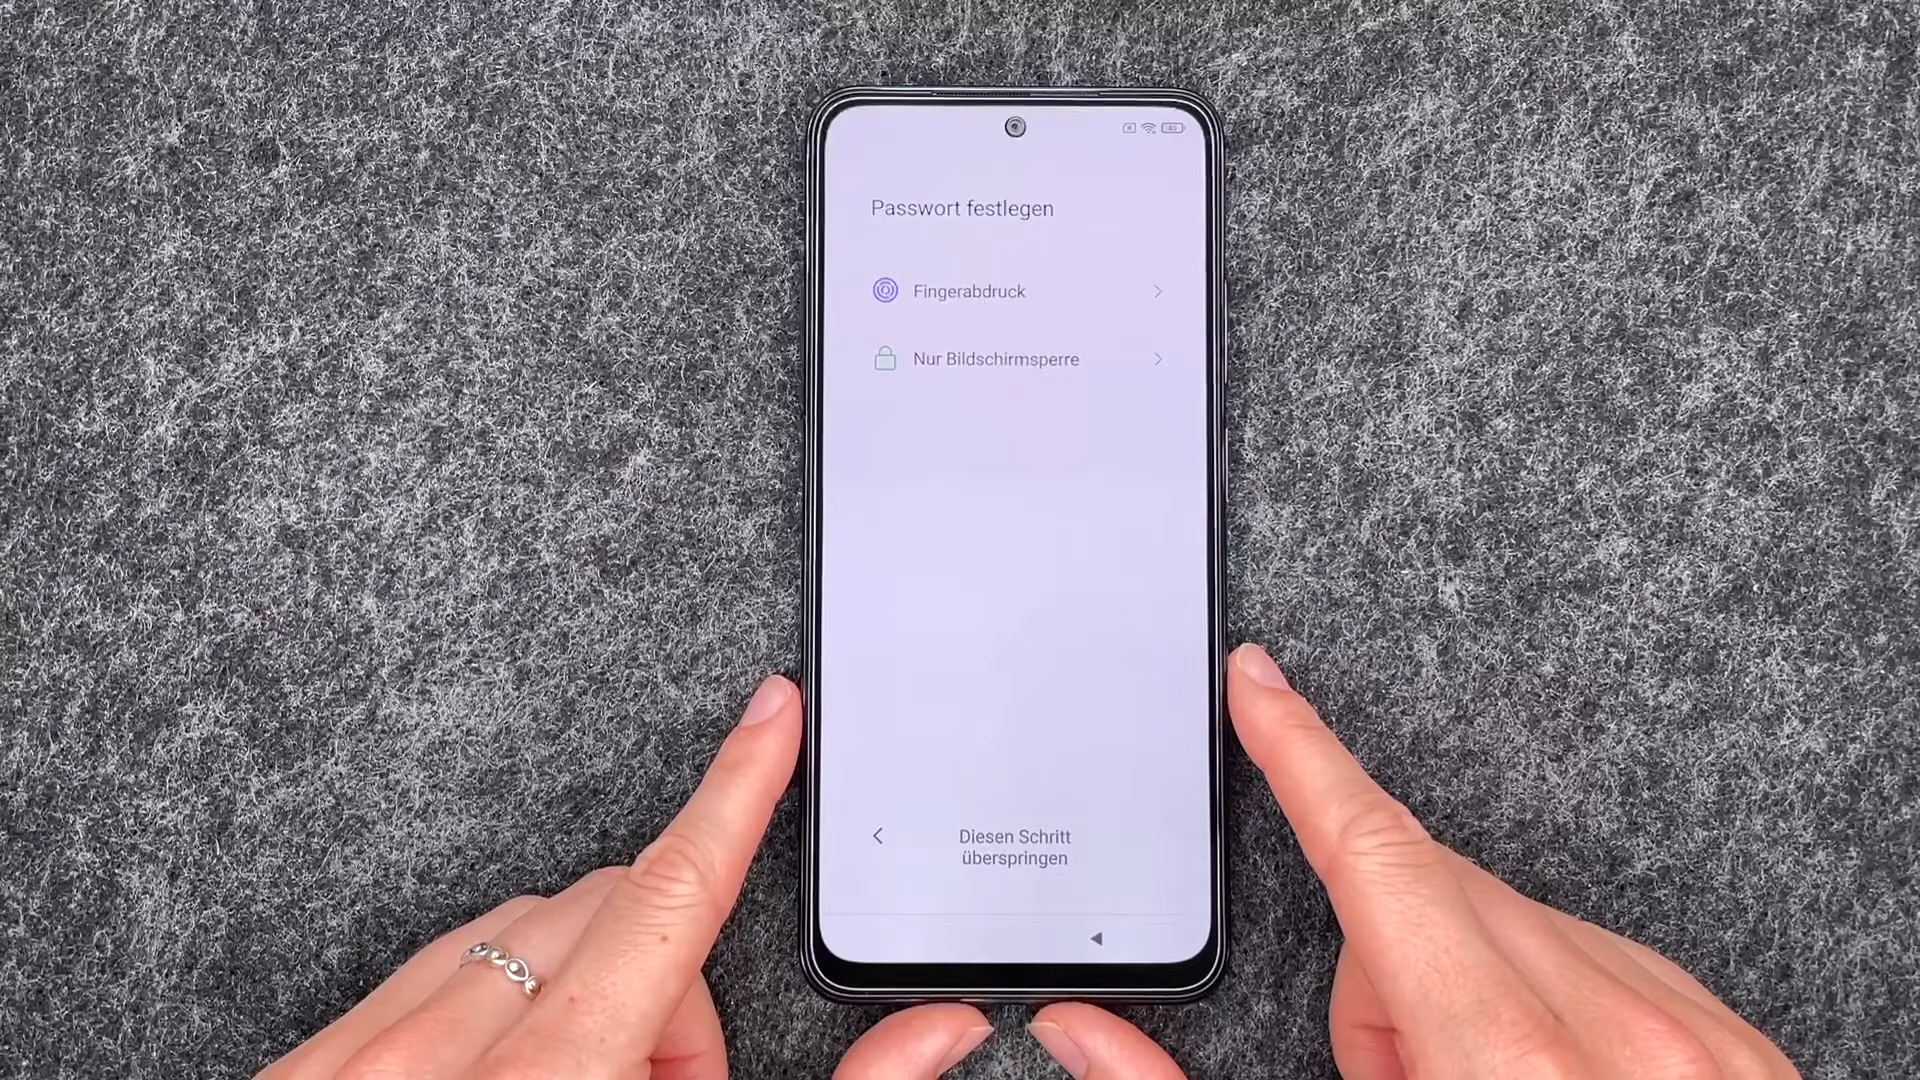 Passwort festlegen
Fingerabdruck
Nur Bildschirmsperre
Diesen Schritt
überspringen